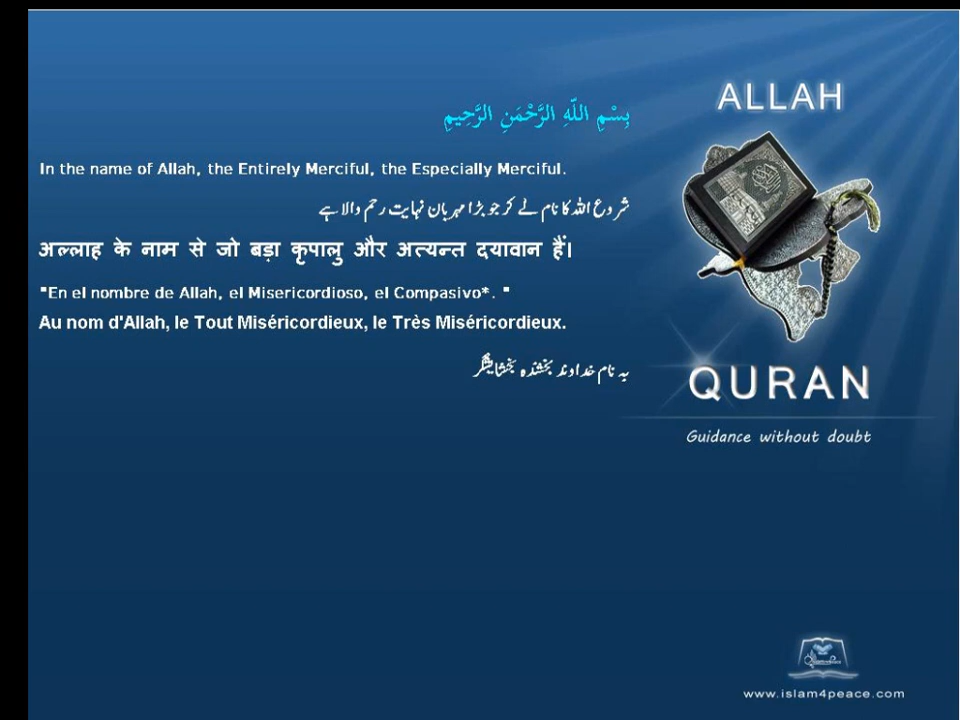 بِسْمِ اللَّهِ الرَّحْمَنِ الرَّحِيمِ
In the name of Allah, the Entirely Merciful, the Especially Merciful.
شروع الله کا نام لے کر جو بڑا مہربان نہایت رحم والا ہے
अल्लाह के नाम से जो बड़ा कृपालु और अत्यन्त दयावान हैं।
"En el nombre de Allah, el Misericordioso, el Compasivo*. "
Au nom d'Allah, le Tout Miséricordieux, le Très Miséricordieux.
به نام خداوند بخشنده بخشایشگر
ALLAH
QURAN
Guidance without doubt
www.islam4peace.com